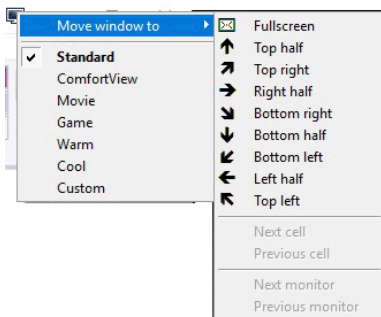 Move window to
Standard
ComfortView
Movie
Game
Warm
Cool
Custom
Fullscreen
Top half
Top right
Right half
Bottom right
Bottom half
Bottom left
Left half
Top left
Next cell
Previous cell
Next monitor
Previous monitor